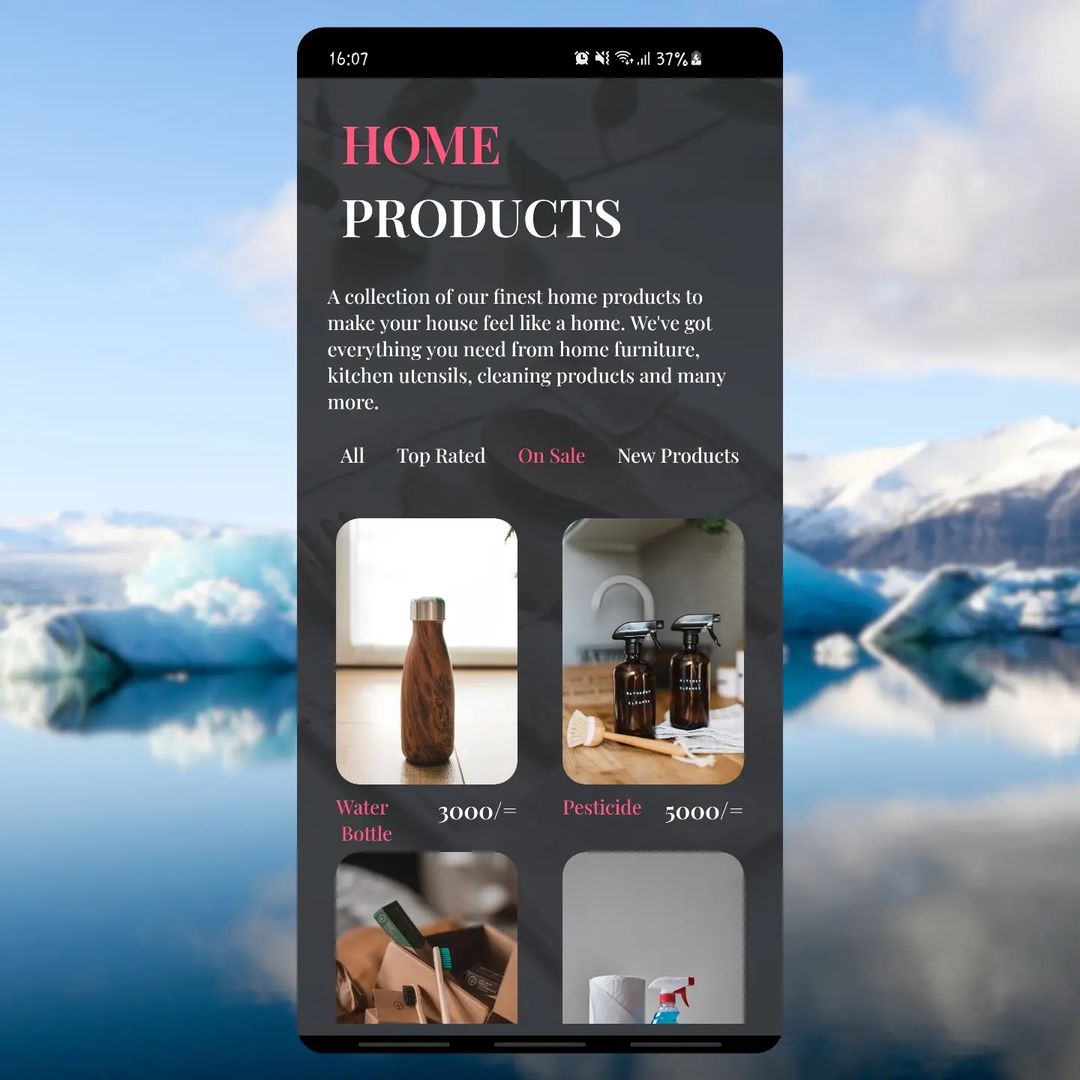 16:07 37%
HOME
PRODUCTS
A collection of our finest home products to
make your house feel like a home. We've got
everything you need from home furniture,
kitchen utensils, cleaning products and many
more.
All Top Rated On Sale New Products
Water 3000/= Pesticide 5000/=
Bottle